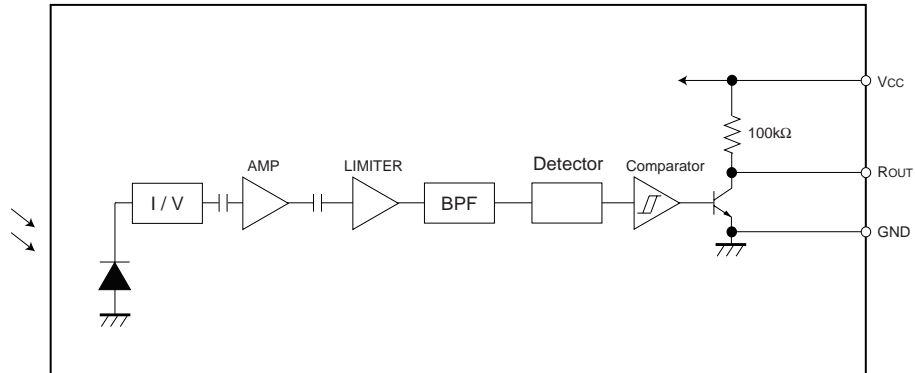 Vcc
100kΩ
AMP
LIMITER
Detector
Comparator
ROUT
I / V
BPF
GND